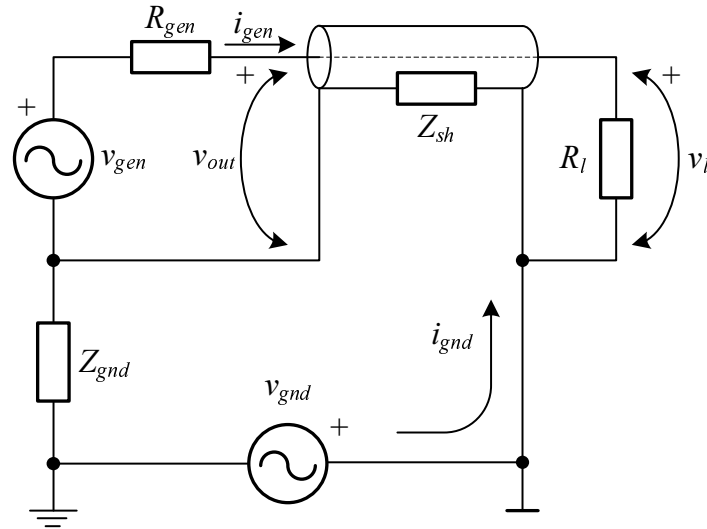 R_gen
i_gen
+
+
+
v_gen
v_out
Z_sh
R_l
v_l
Z_gnd
v_gnd
+
i_gnd